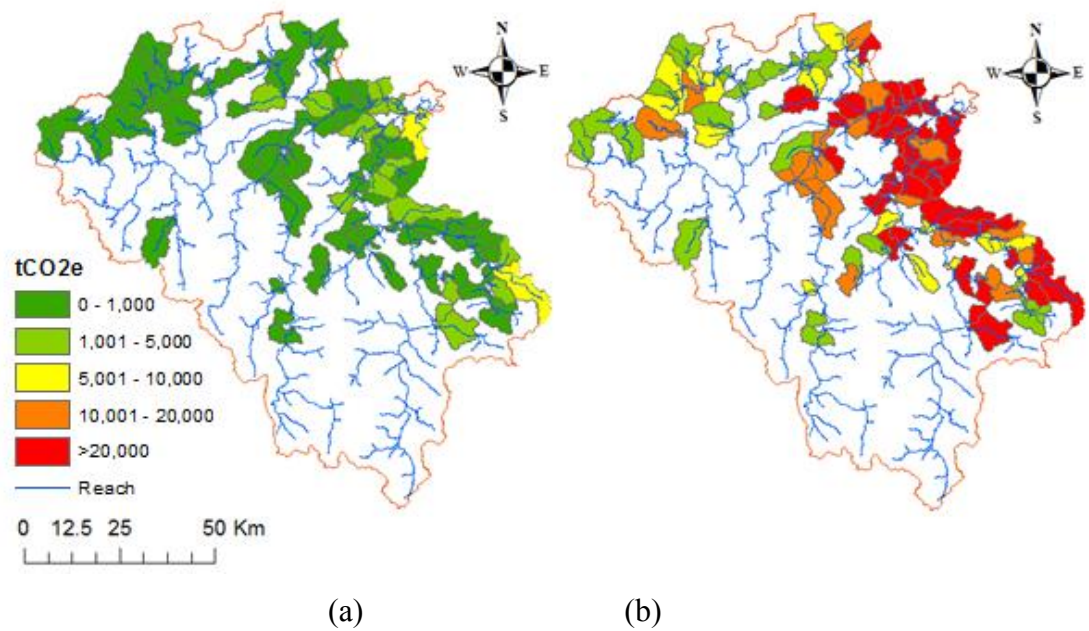 N
W E
S
N
W E
S
tCO2e
0 - 1,000
1,001 - 5,000
5,001 - 10,000
10,001 - 20,000
>20,000
Reach
0 12.5 25 50 Km
(a) (b)